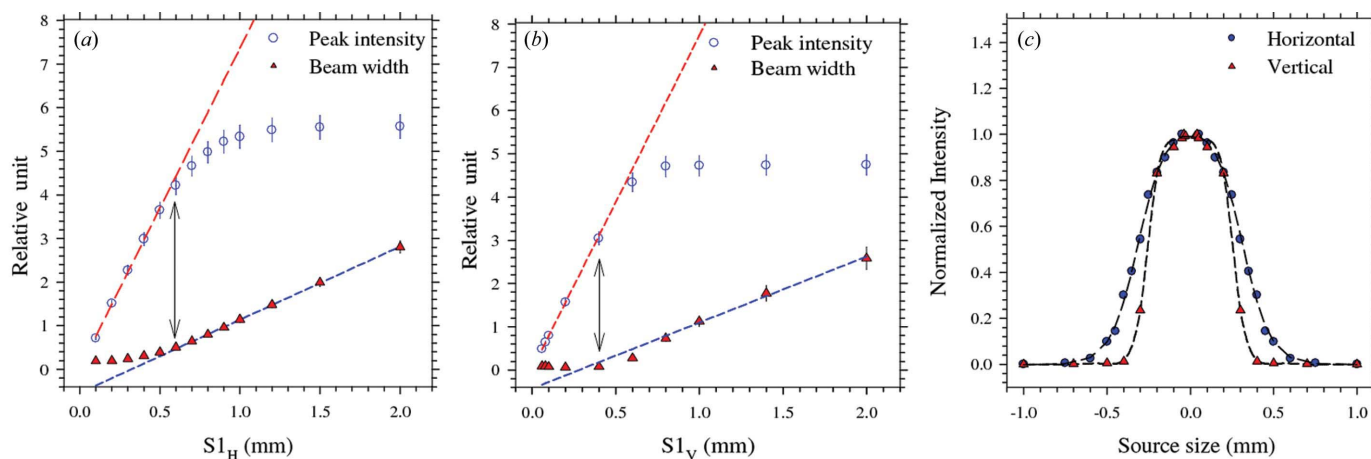 (a)
Peak intensity
Beam width
Relative unit
8
7
6
5
4
3
2
1
0
0.0 0.5 1.0 1.5 2.0
S1H (mm)
(b)
Peak intensity
Beam width
Relative unit
8
7
6
5
4
3
2
1
0
0.0 0.5 1.0 1.5 2.0
S1V (mm)
(c)
Horizontal
Vertical
Normalized Intensity
1.4
1.2
1.0
0.8
0.6
0.4
0.2
0.0
-1.0 -0.5 0.0 0.5 1.0
Source size (mm)